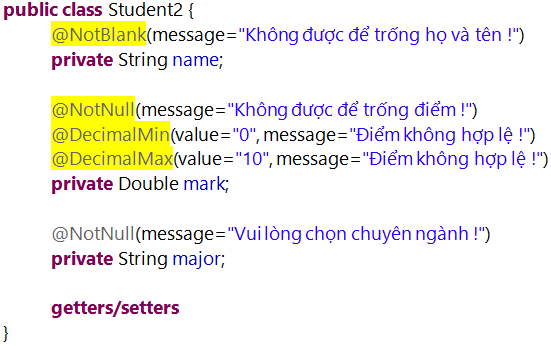 public class Student2 {
@NotBlank(message="Không được để trống họ và tên !")
private String name;
@NotNull(message="Không được để trống điểm !")
@DecimalMin(value="0", message="Điểm không hợp lệ !")
@DecimalMax(value="10", message="Điểm không hợp lệ !")
private Double mark;
@NotNull(message="Vui lòng chọn chuyên ngành !")
private String major;
getters/setters
}